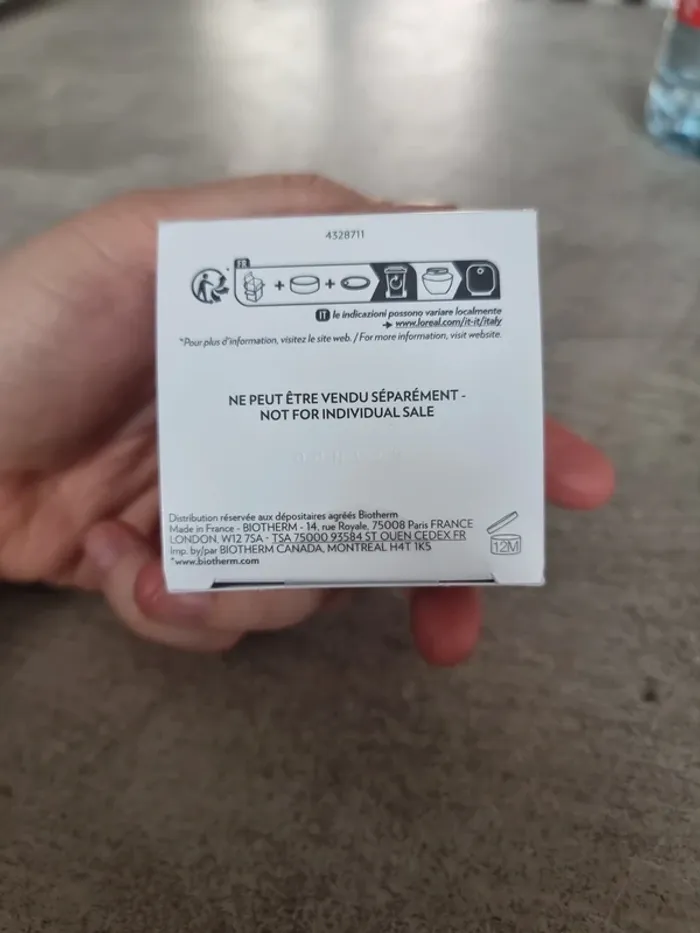 4328711
FR
IT le indicazioni possono variare localmente
www.loreal.com/it-it/italy
*Pour plus d'information, visitez le site web. / For more information, visit website.
NE PEUT ÊTRE VENDU SÉPARÉMENT -
NOT FOR INDIVIDUAL SALE
Distribution réservée aux dépositaires agréés Biotherm
Made in France - BIOTHERM - 14, rue Royale, 75008 Paris FRANCE
LONDON, W12 7SA - TSA 75000 93584 ST OUEN CEDEX FR
Imp. by/par BIOTHERM CANADA, MONTREAL H4T 1K5
*www.biotherm.com
12M